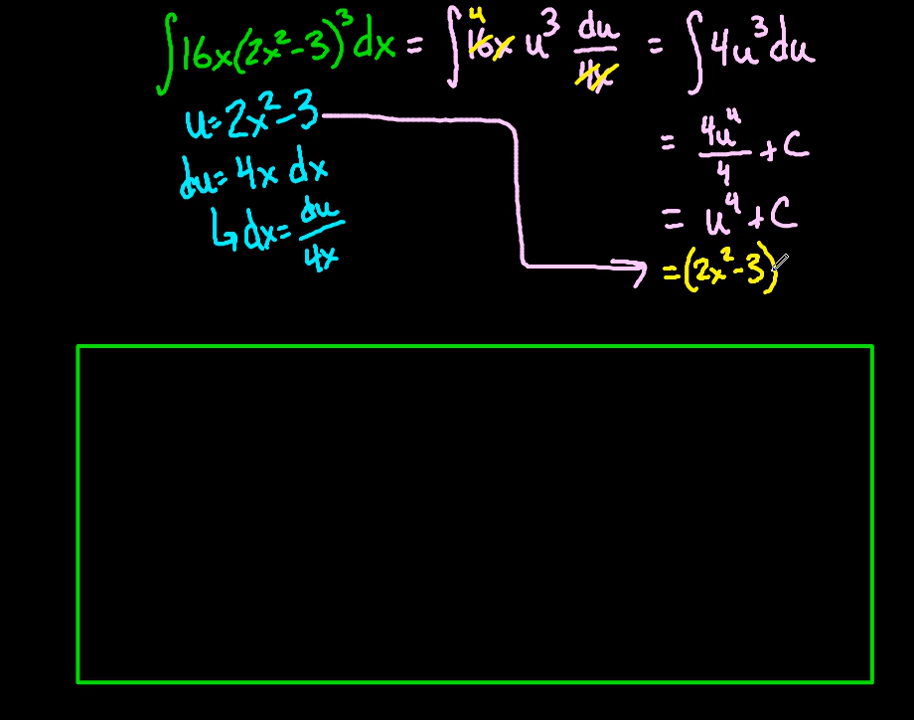 ∫16x(2x²-3)³dx = ∫16x u³ du/4x = ∫4u³du
4
u=2x²-3
= 4u⁴/4 + C
du=4x dx
= u⁴ + C
↳dx= du/4x
=(2x²-3)